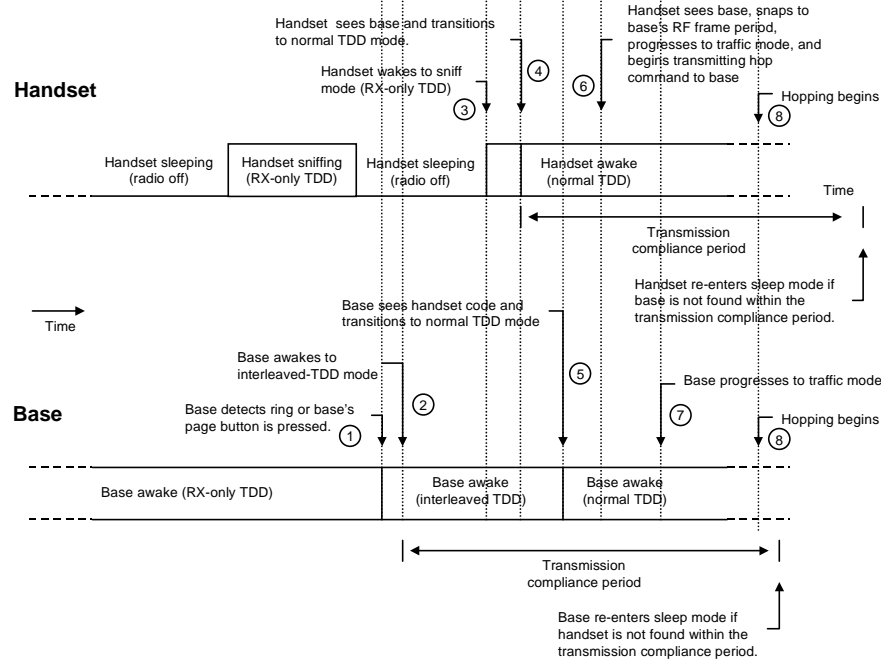 Handset sees base and transitions
to normal TDD mode.
Handset sees base, snaps to
base's RF frame period,
progresses to traffic mode, and
begins transmitting hop
command to base
Handset wakes to sniff
mode (RX-only TDD)
3
4
6
Handset
Hopping begins
8
Handset sleeping
(radio off)
Handset sniffing
(RX-only TDD)
Handset sleeping
(radio off)
Handset awake
(normal TDD)
Time
Transmission
compliance period
Handset re-enters sleep mode if
base is not found within the
transmission compliance period.
Time
Base sees handset code and
transitions to normal TDD mode
5
Base awakes to
interleaved-TDD mode
2
Base progresses to traffic mode
7
Base
Base detects ring or base's
page button is pressed.
1
Hopping begins
8
Base awake (RX-only TDD)
Base awake
(interleaved TDD)
Base awake
(normal TDD)
Transmission
compliance period
Base re-enters sleep mode if
handset is not found within the
transmission compliance period.